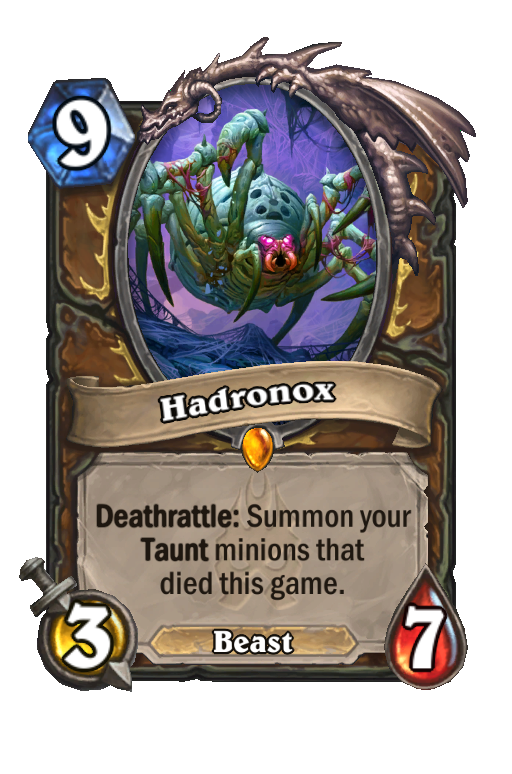 9
Hadronox
Deathrattle: Summon your
Taunt minions that
died this game.
3
Beast
7